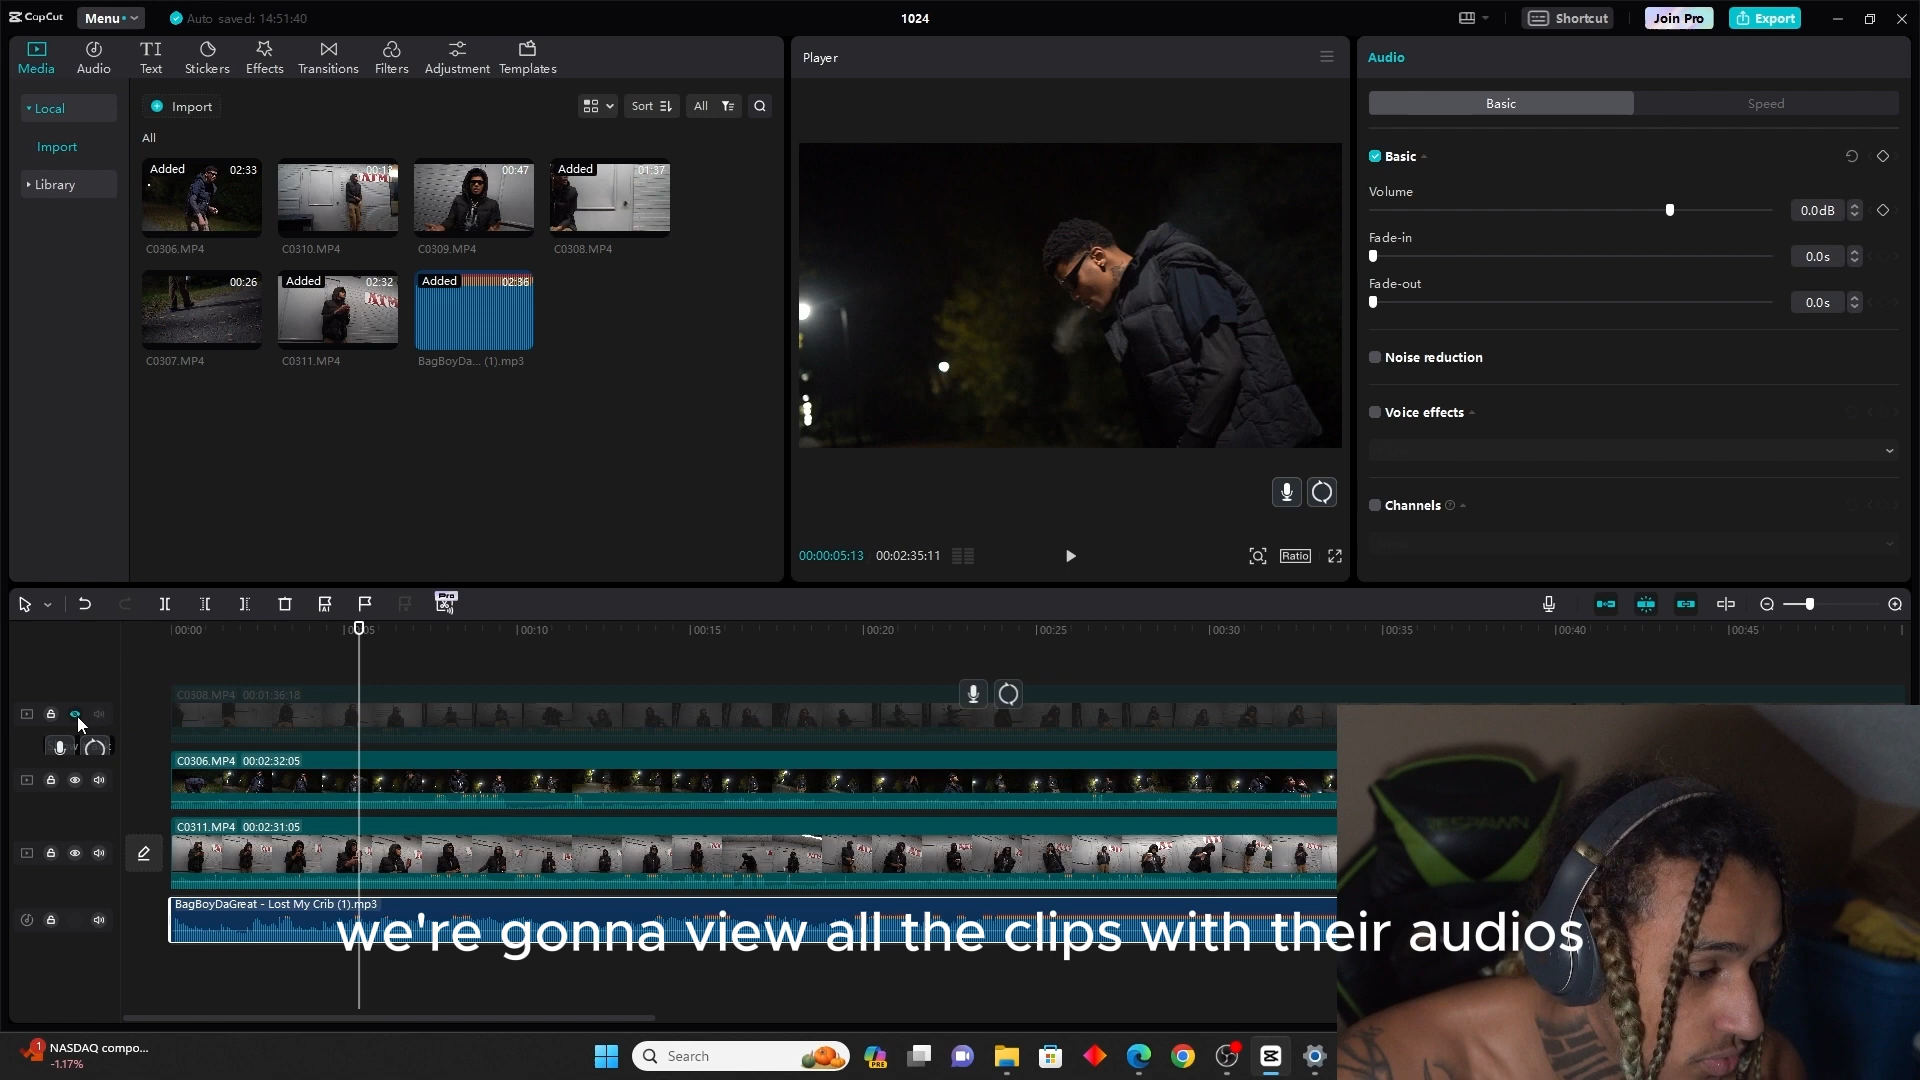 CapCut
Menu
Auto saved: 14:51:40
1024
Shortcut
Join Pro
Export
Media
Audio
TI
Text
Stickers
Effects
Transitions
Filters
Adjustment
Templates
Local
Import
Library
Import
Sort
All
All
Added
02:33
C0306.MP4
C0310.MP4
00:47
C0309.MP4
Added
01:37
C0308.MP4
00:26
C0307.MP4
Added
02:32
C0311.MP4
Added
02:36
BagBoyDa... (1).mp3
Player
00:00:05:13
00:02:35:11
Ratio
Audio
Basic
Speed
Basic
Volume
0.0dB
Fade-in
0.0s
Fade-out
0.0s
Noise reduction
Voice effects
Channels
Pro
00:00
00:05
00:10
00:15
00:20
00:25
00:30
00:35
00:40
00:45
C0308.MP4 00:01:36:18
C0306.MP4 00:02:32:05
C0311.MP4 00:02:31:05
BagBoyDaGreat - Lost My Crib (1).mp3
we're gonna view all the clips with their audios
RESPAWN
1
NASDAQ compo...
-1.17%
Search
PRE